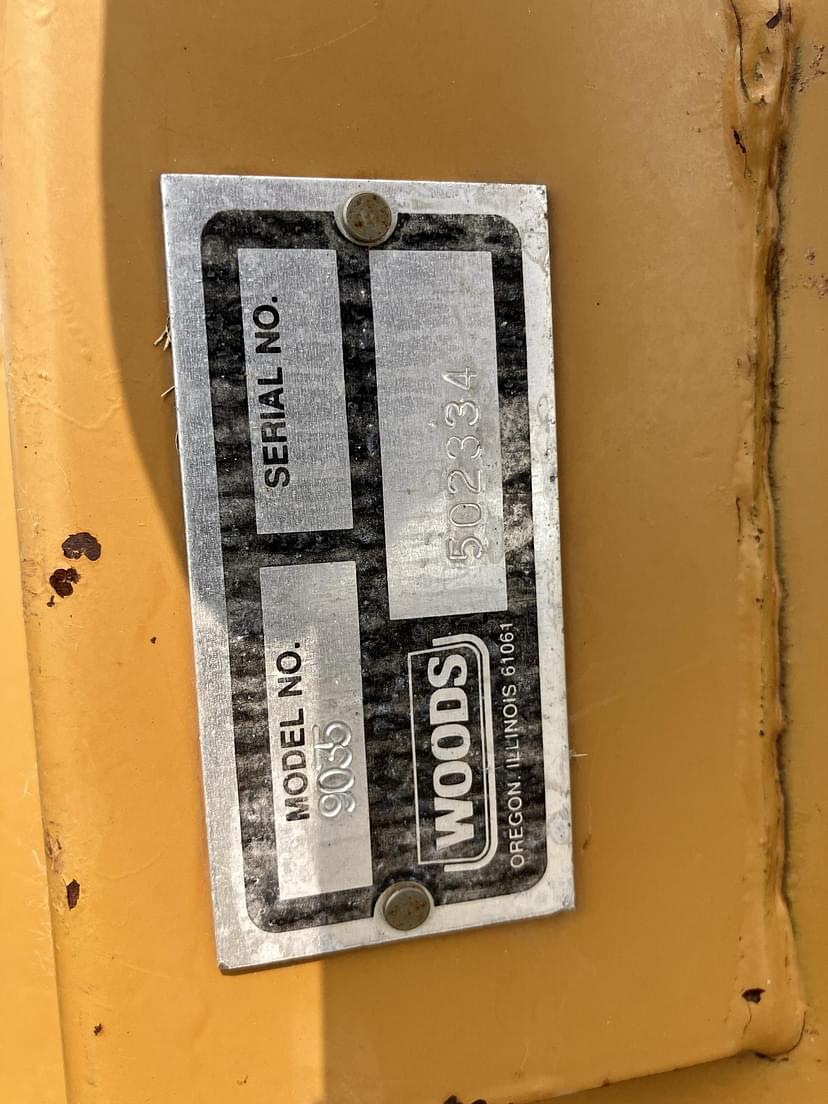 MODEL NO.
9035
SERIAL NO.
WOODS
OREGON, ILLINOIS 61061
502334